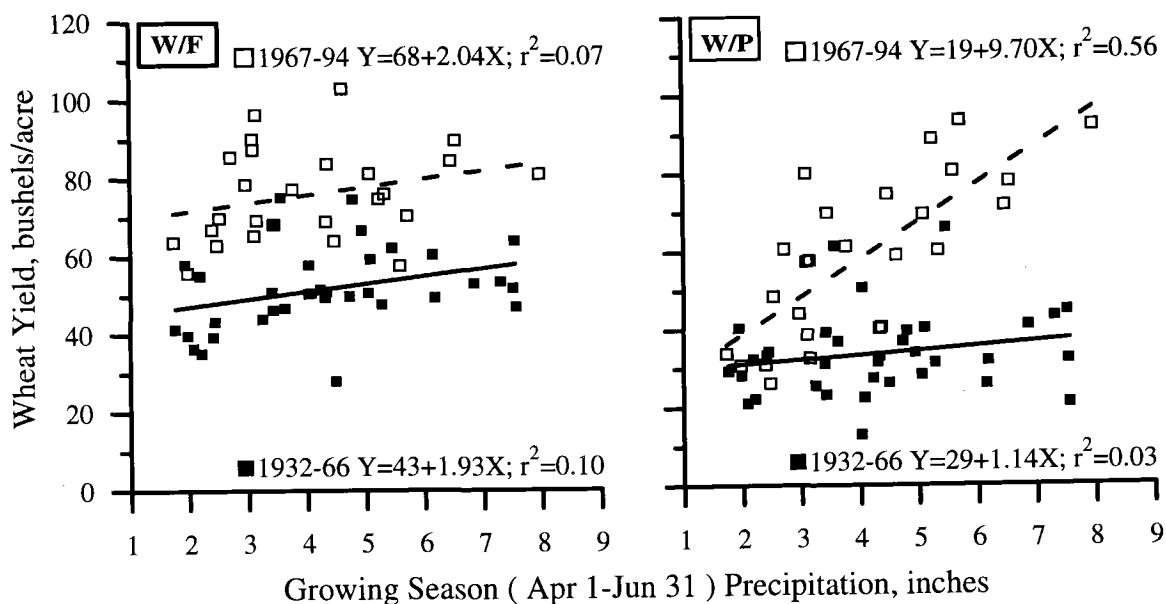 W/F
1967-94 Y=68+2.04X; r²=0.07
W/P
1967-94 Y=19+9.70X; r²=0.56
Wheat Yield, bushels/acre
120
100
80
60
40
20
0
1932-66 Y=43+1.93X; r²=0.10
1932-66 Y=29+1.14X; r²=0.03
1 2 3 4 5 6 7 8 9
1 2 3 4 5 6 7 8 9
Growing Season ( Apr 1-Jun 31 ) Precipitation, inches